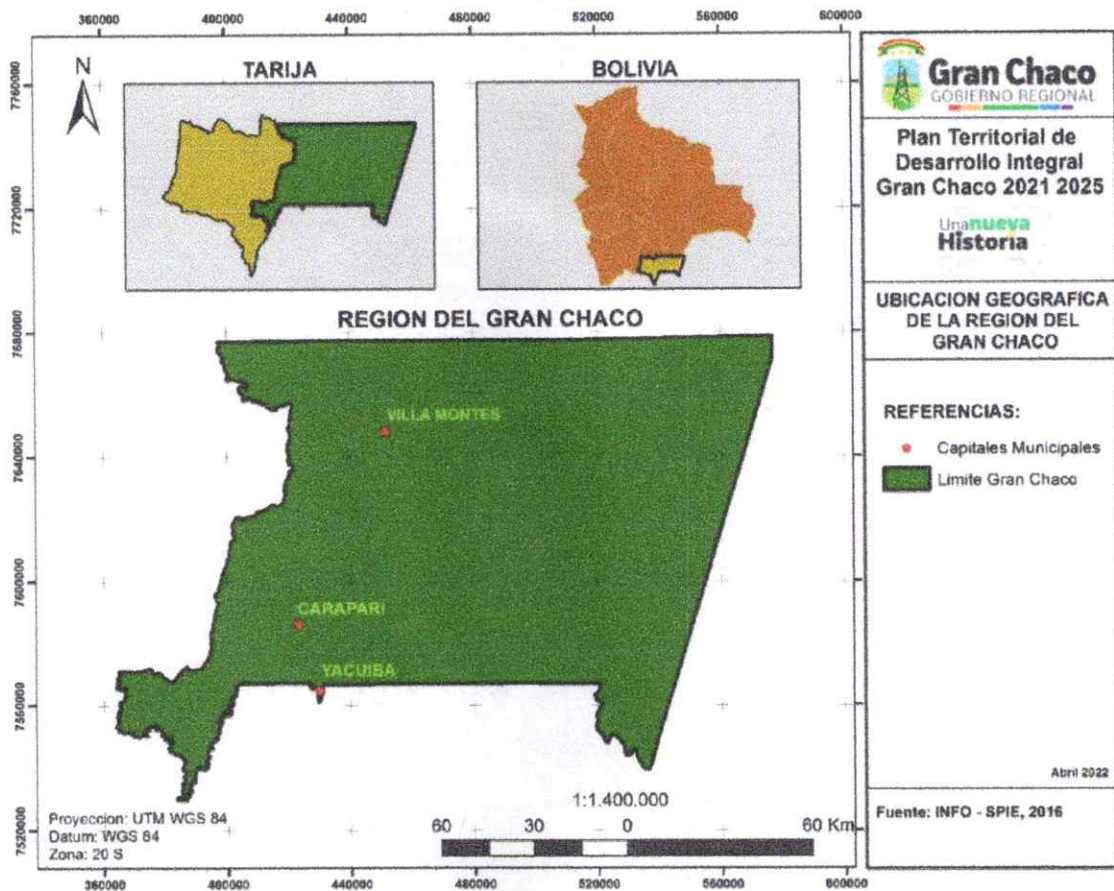 360000 400000 440000 480000 520000 560000 600000
7760000
7720000
7680000
7640000
7600000
7560000
7520000
N
TARIJA
BOLIVIA
REGION DEL GRAN CHACO
VILLA MONTES
CARAPARI
YACUIBA
1:1.400.000
60 30 0 60 Km
Proyeccion: UTM WGS 84
Datum: WGS 84
Zona: 20 S
360000 400000 440000 480000 520000 560000 600000
Gran Chaco
GOBIERNO REGIONAL
Plan Territorial de
Desarrollo Integral
Gran Chaco 2021 2025
Una nueva
Historia
UBICACION GEOGRAFICA
DE LA REGION DEL
GRAN CHACO
REFERENCIAS:
Capitales Municipales
Limite Gran Chaco
Abril 2022
Fuente: INFO - SPIE, 2016